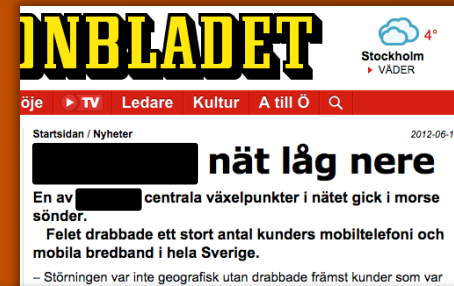 ONBLADET
4°
Stockholm
VÄDER
öje TV Ledare Kultur A till Ö
Startsidan / Nyheter 2012-06-1
nät låg nere
En av centrala växelpunkter i nätet gick i morse
sönder.
Felet drabbade ett stort antal kunders mobiltelefoni och
mobila bredband i hela Sverige.
– Störningen var inte geografisk utan drabbade främst kunder som var